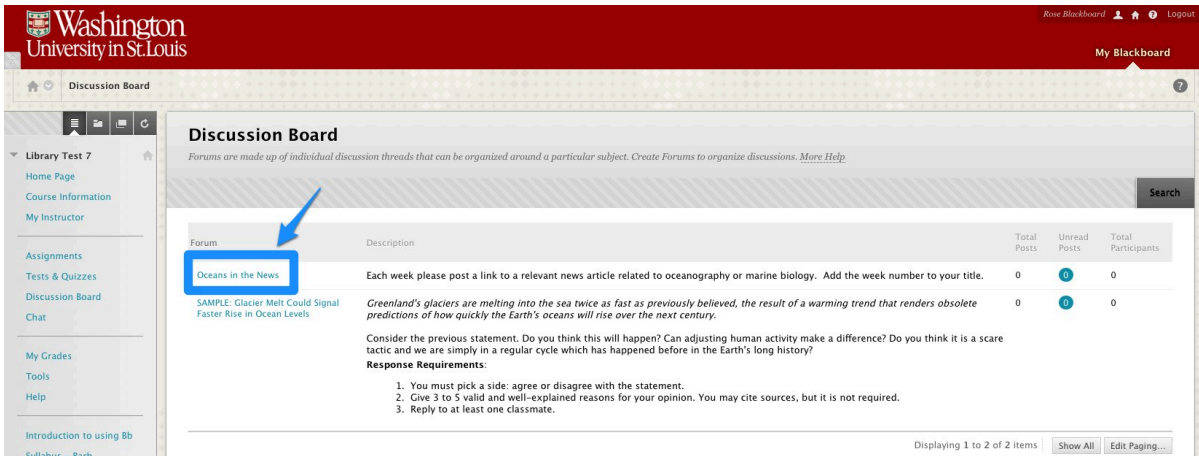 Washington
University in St.Louis
Rose Blackboard
Logout
My Blackboard
Discussion Board
?
Library Test 7
Home Page
Course Information
My Instructor
Assignments
Tests & Quizzes
Discussion Board
Chat
My Grades
Tools
Help
Introduction to using Bb
Discussion Board
Forums are made up of individual discussion threads that can be organized around a particular subject. Create Forums to organize discussions. More Help
Search
Forum Description Total Posts Unread Posts Total Participants
Oceans in the News Each week please post a link to a relevant news article related to oceanography or marine biology. Add the week number to your title. 0 0 0
SAMPLE: Glacier Melt Could Signal
Faster Rise in Ocean Levels
Greenland's glaciers are melting into the sea twice as fast as previously believed, the result of a warming trend that renders obsolete
predictions of how quickly the Earth's oceans will rise over the next century.
0 0 0
Consider the previous statement. Do you think this will happen? Can adjusting human activity make a difference? Do you think it is a scare
tactic and we are simply in a regular cycle which has happened before in the Earth's long history?
Response Requirements:
1. You must pick a side: agree or disagree with the statement.
2. Give 3 to 5 valid and well-explained reasons for your opinion. You may cite sources, but it is not required.
3. Reply to at least one classmate.
Displaying 1 to 2 of 2 items Show All Edit Paging...